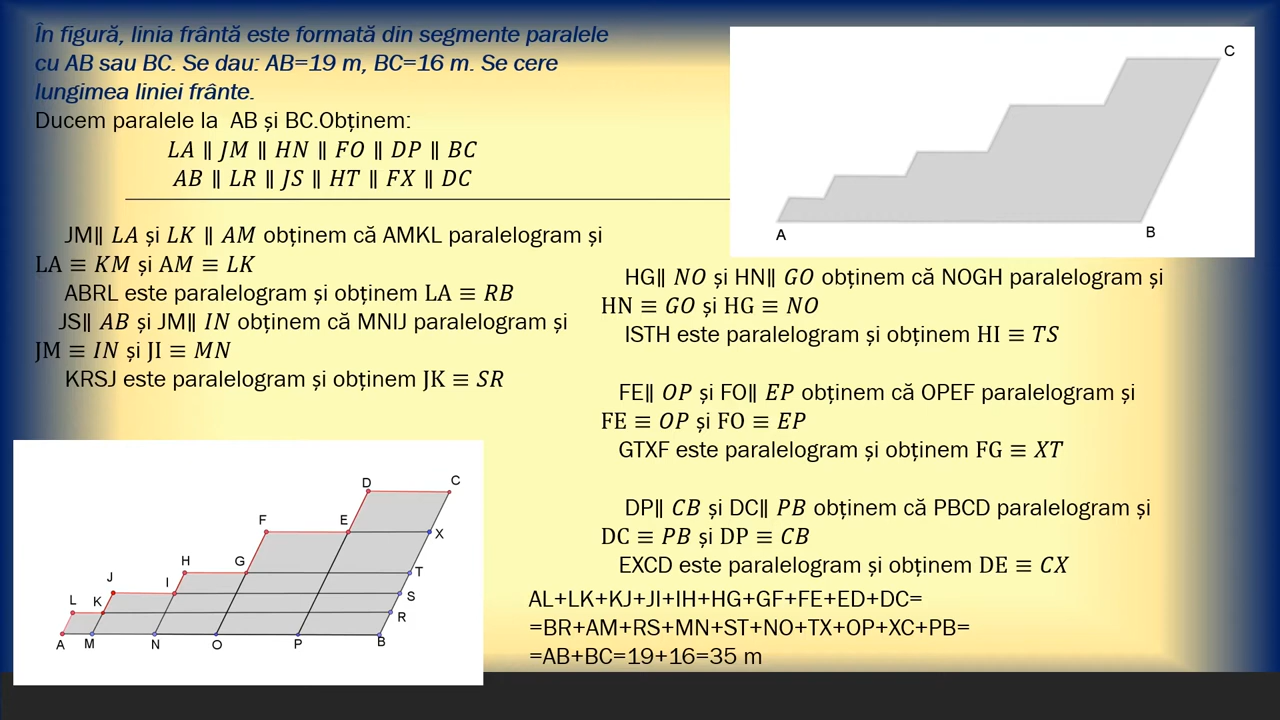 În figură, linia frântă este formată din segmente paralele
cu AB sau BC. Se dau: AB=19 m, BC=16 m. Se cere
lungimea liniei frânte.
Ducem paralele la AB și BC.Obținem:
𝐿𝐴 ∥ 𝐽𝑀 ∥ 𝐻𝑁 ∥ 𝐹𝑂 ∥ 𝐷𝑃 ∥ 𝐵𝐶
𝐴𝐵 ∥ 𝐿𝑅 ∥ 𝐽𝑆 ∥ 𝐻𝑇 ∥ 𝐹𝑋 ∥ 𝐷𝐶
JM∥ 𝐿𝐴 și 𝐿𝐾 ∥ 𝐴𝑀 obținem că AMKL paralelogram și
LA ≡ 𝐾𝑀 și A𝑀 ≡ 𝐿𝐾
ABRL este paralelogram și obținem LA ≡ 𝑅𝐵
JS∥ 𝐴𝐵 și JM∥ 𝐼𝑁 obținem că MNIJ paralelogram și
JM ≡ 𝐼𝑁 și JI ≡ 𝑀𝑁
KRSJ este paralelogram și obținem JK ≡ 𝑆𝑅
HG∥ 𝑁𝑂 și HN∥ 𝐺𝑂 obținem că NOGH paralelogram și
HN ≡ 𝐺𝑂 și HG ≡ 𝑁𝑂
ISTH este paralelogram și obținem HI ≡ 𝑇𝑆
FE∥ 𝑂𝑃 și FO∥ 𝐸𝑃 obținem că OPEF paralelogram și
FE ≡ 𝑂𝑃 și FO ≡ 𝐸𝑃
GTXF este paralelogram și obținem FG ≡ 𝑋𝑇
DP∥ 𝐶𝐵 și DC∥ 𝑃𝐵 obținem că PBCD paralelogram și
DC ≡ 𝑃𝐵 și DP ≡ 𝐶𝐵
EXCD este paralelogram și obținem DE ≡ 𝐶𝑋
AL+LK+KJ+JI+IH+HG+GF+FE+ED+DC=
=BR+AM+RS+MN+ST+NO+TX+OP+XC+PB=
=AB+BC=19+16=35 m
C
A
B
D
C
F
E
X
H
G
T
J
I
S
L
K
R
A
M
N
O
P
B